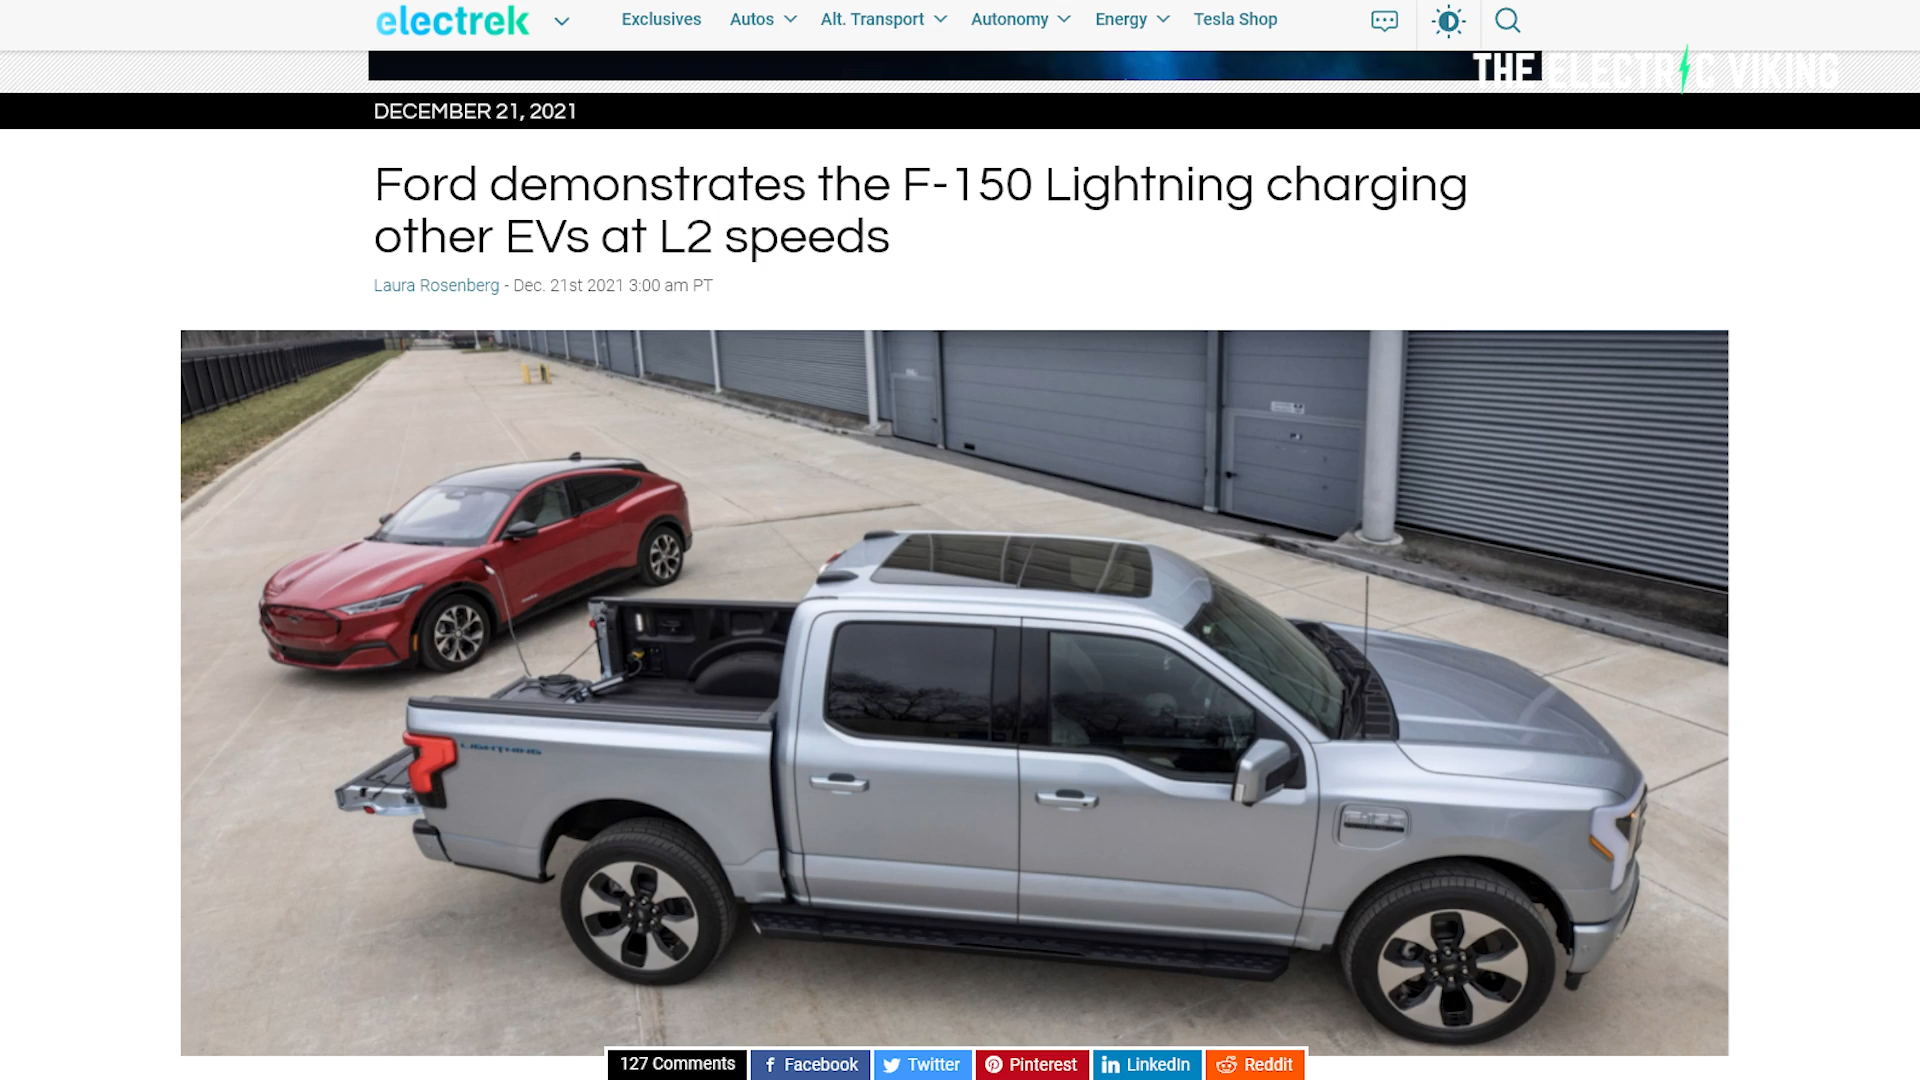 electrek
Exclusives Autos Alt. Transport Autonomy Energy Tesla Shop
THE ELECTRIC VIKING
DECEMBER 21, 2021
Ford demonstrates the F-150 Lightning charging
other EVs at L2 speeds
Laura Rosenberg - Dec. 21st 2021 3:00 am PT
LIGHTNING
127 Comments Facebook Twitter Pinterest LinkedIn Reddit